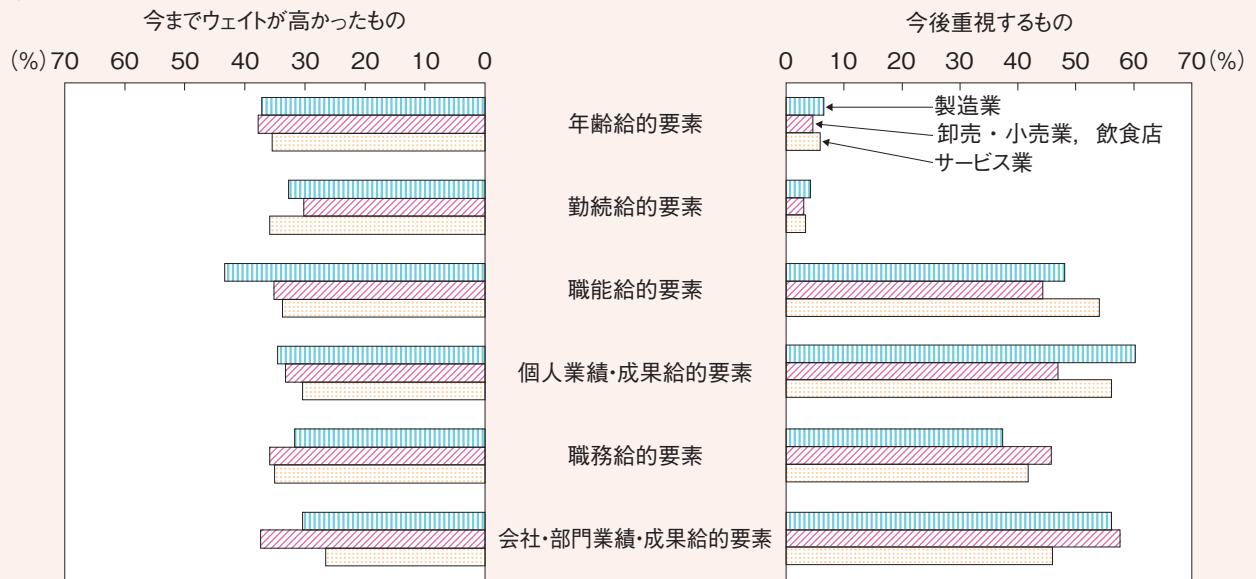 今までウェイトが高かったもの
今後重視するもの
(%) 70 60 50 40 30 20 10 0
0 10 20 30 40 50 60 70(%)
年齢給的要素
製造業
卸売・小売業，飲食店
サービス業
勤続給的要素
職能給的要素
個人業績・成果給的要素
職務給的要素
会社・部門業績・成果給的要素